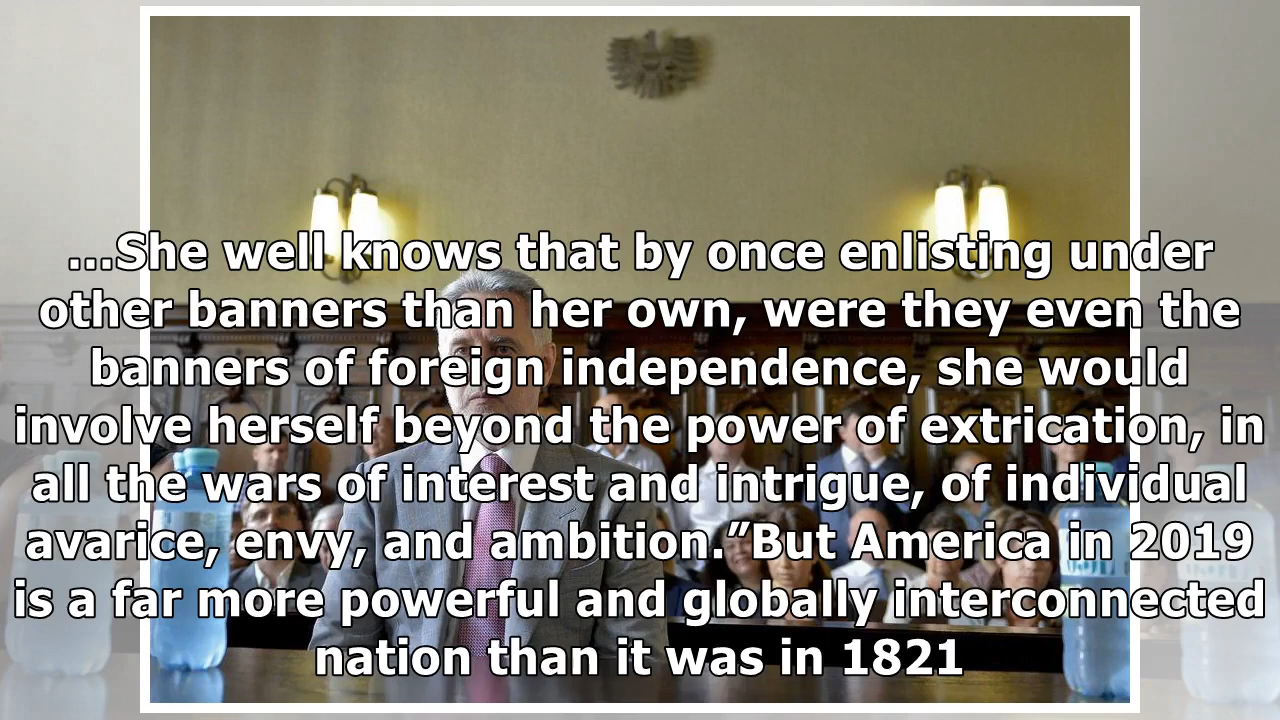 ...She well knows that by once enlisting under
other banners than her own, were they even the
banners of foreign independence, she would
involve herself beyond the power of extrication, in
all the wars of interest and intrigue, of individual
avarice, envy, and ambition.”But America in 2019
is a far more powerful and globally interconnected
nation than it was in 1821